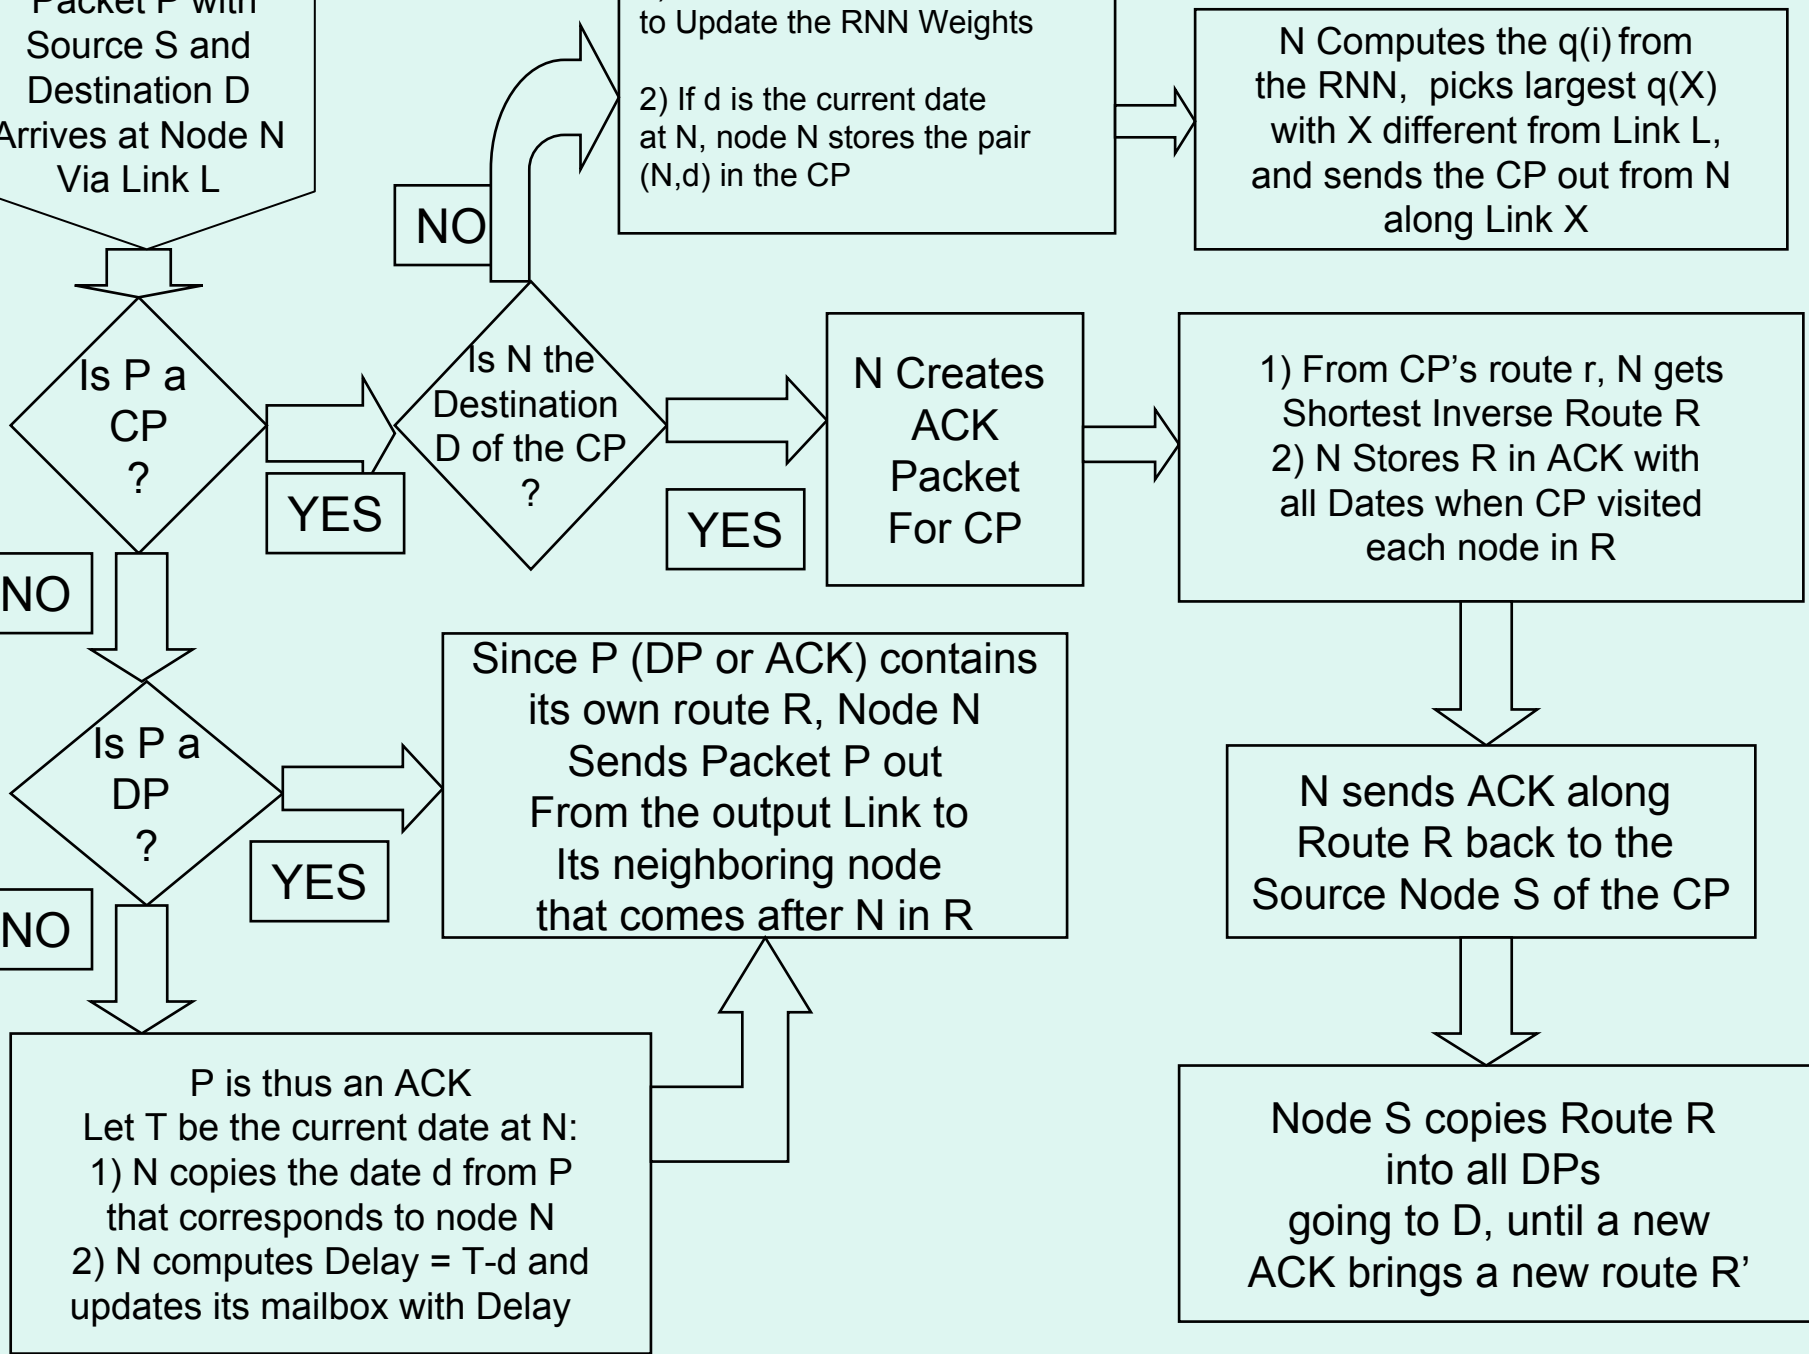 Packet P with
Source S and
Destination D
Arrives at Node N
Via Link L
to Update the RNN Weights
2) If d is the current date
at N, node N stores the pair
(N,d) in the CP
N Computes the q(i) from
the RNN, picks largest q(X)
with X different from Link L,
and sends the CP out from N
along Link X
NO
Is P a
CP
?
YES
Is N the
Destination
D of the CP
?
YES
N Creates
ACK
Packet
For CP
1) From CP’s route r, N gets
Shortest Inverse Route R
2) N Stores R in ACK with
all Dates when CP visited
each node in R
NO
Is P a
DP
?
YES
Since P (DP or ACK) contains
its own route R, Node N
Sends Packet P out
From the output Link to
Its neighboring node
that comes after N in R
N sends ACK along
Route R back to the
Source Node S of the CP
NO
P is thus an ACK
Let T be the current date at N:
1) N copies the date d from P
that corresponds to node N
2) N computes Delay = T-d and
updates its mailbox with Delay
Node S copies Route R
into all DPs
going to D, until a new
ACK brings a new route R’